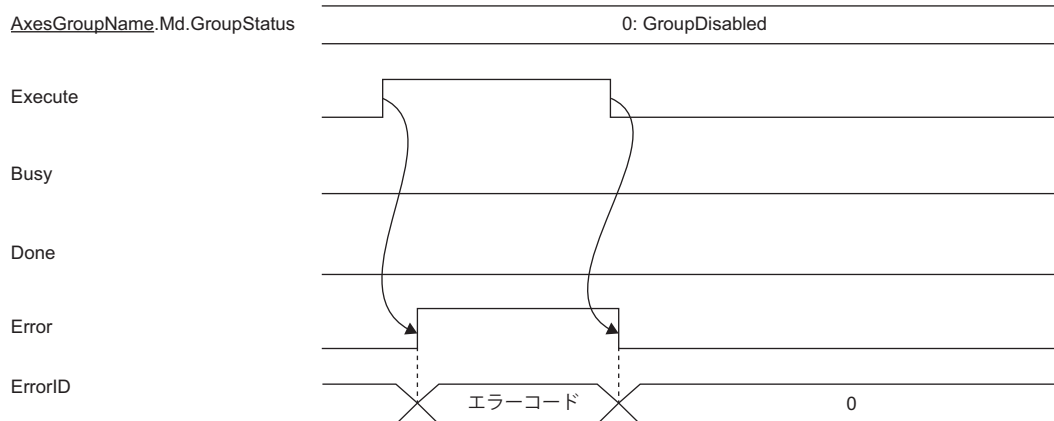 AxesGroupName.Md.GroupStatus
0: GroupDisabled
Execute
Busy
Done
Error
ErrorID
エラーコード
0